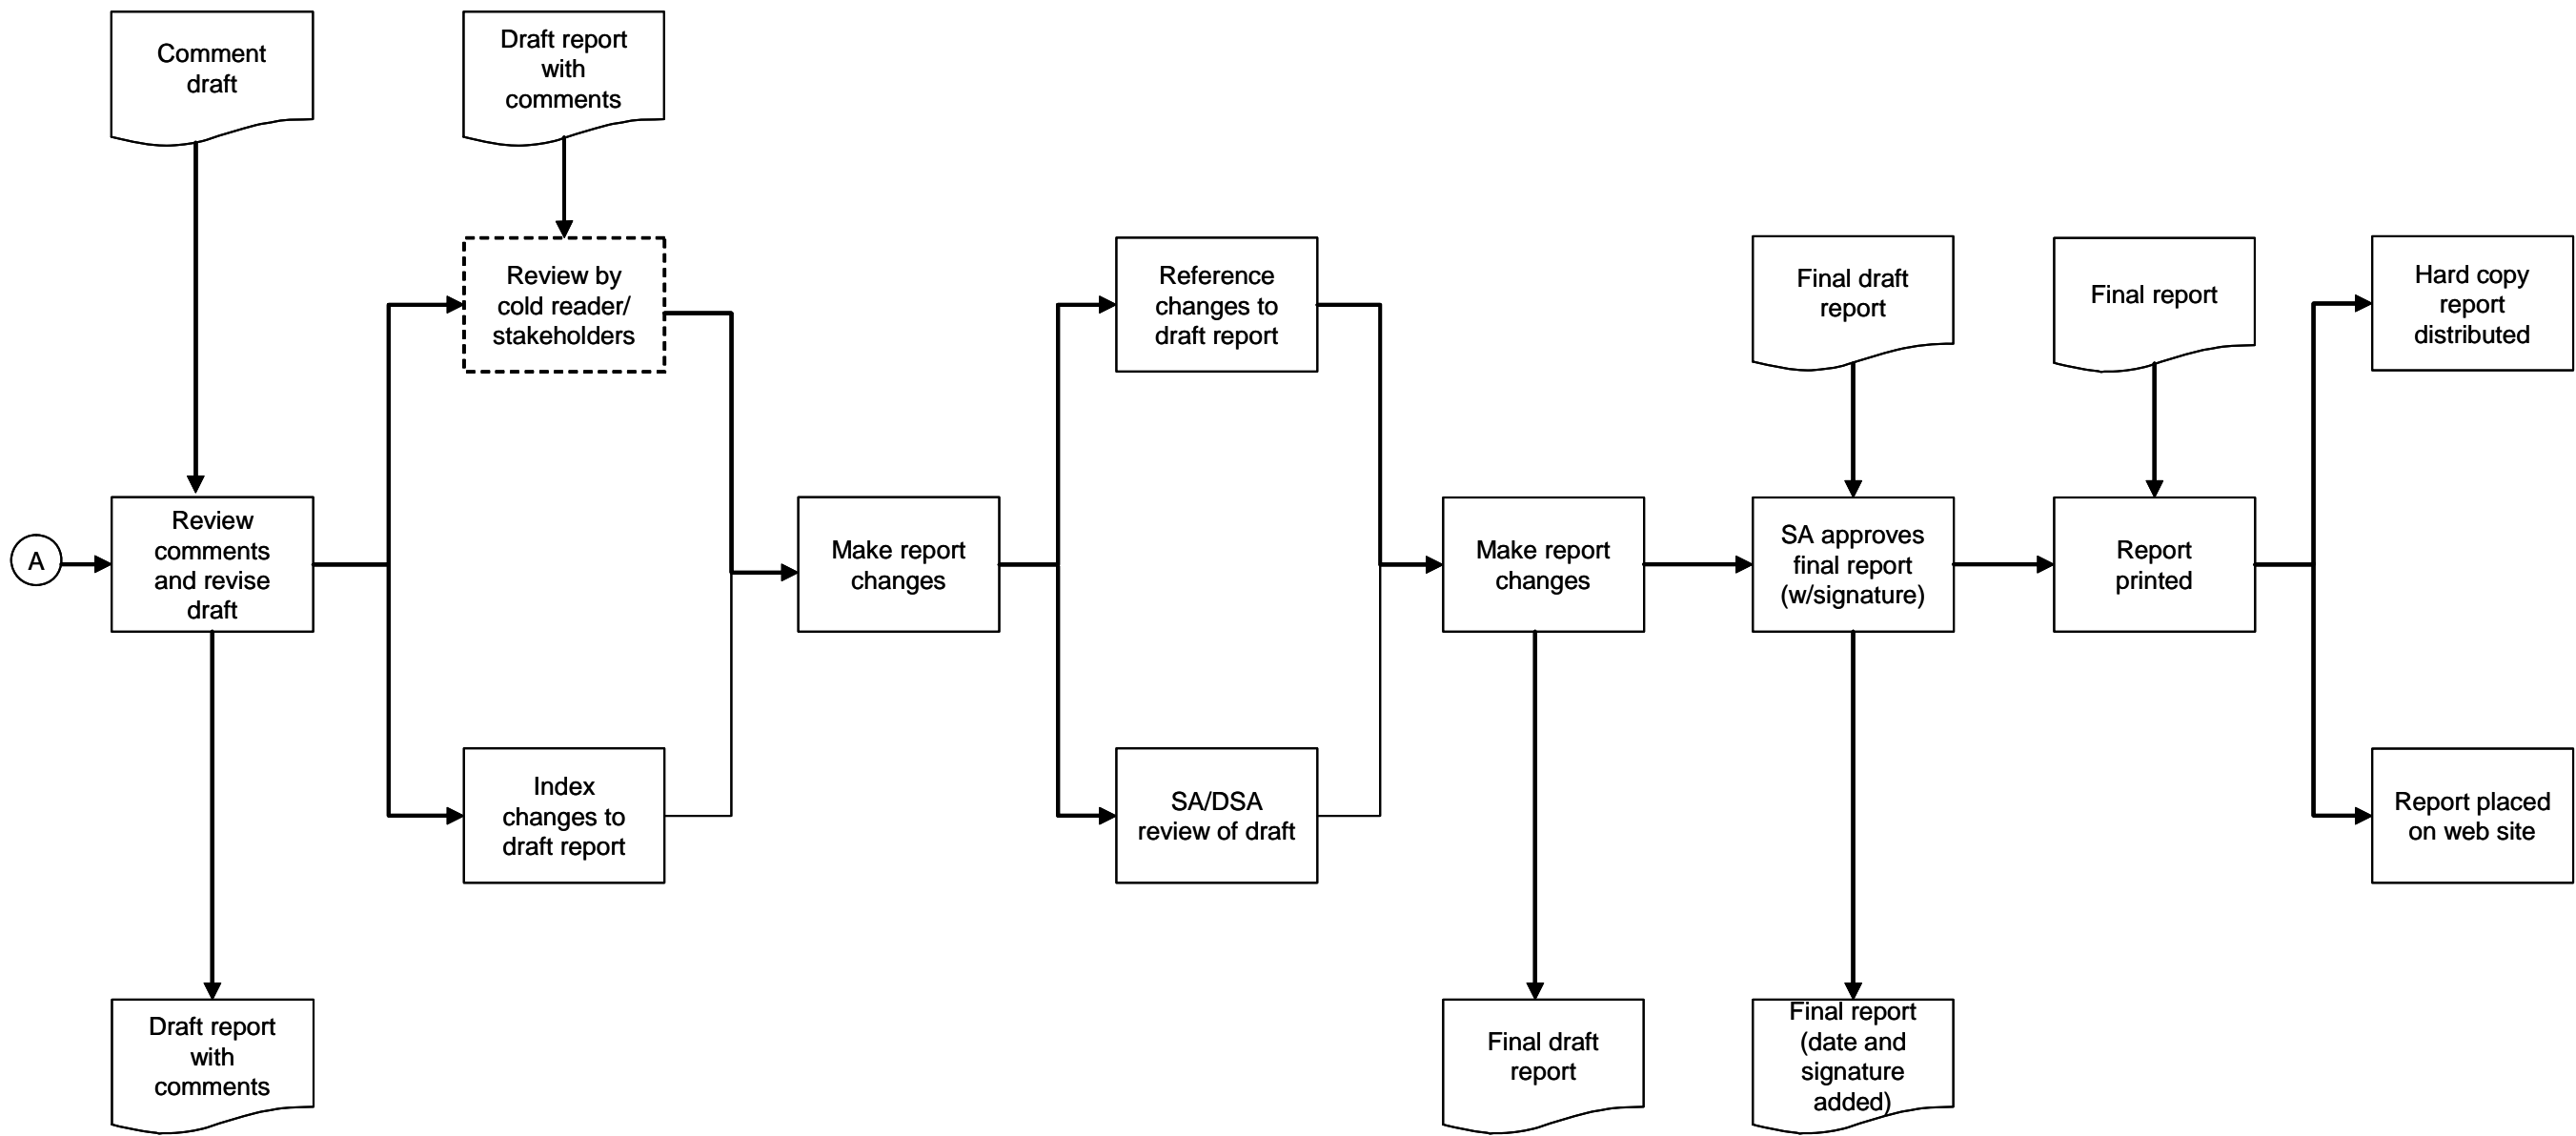 Comment
draft
Draft report
with
comments
Review by
cold reader/
stakeholders
Reference
changes to
draft report
Final draft
report
Final report
Hard copy
report
distributed
A
Review
comments
and revise
draft
Make report
changes
Make report
changes
SA approves
final report
(w/signature)
Report
printed
Index
changes to
draft report
SA/DSA
review of draft
Report placed
on web site
Draft report
with
comments
Final draft
report
Final report
(date and
signature
added)